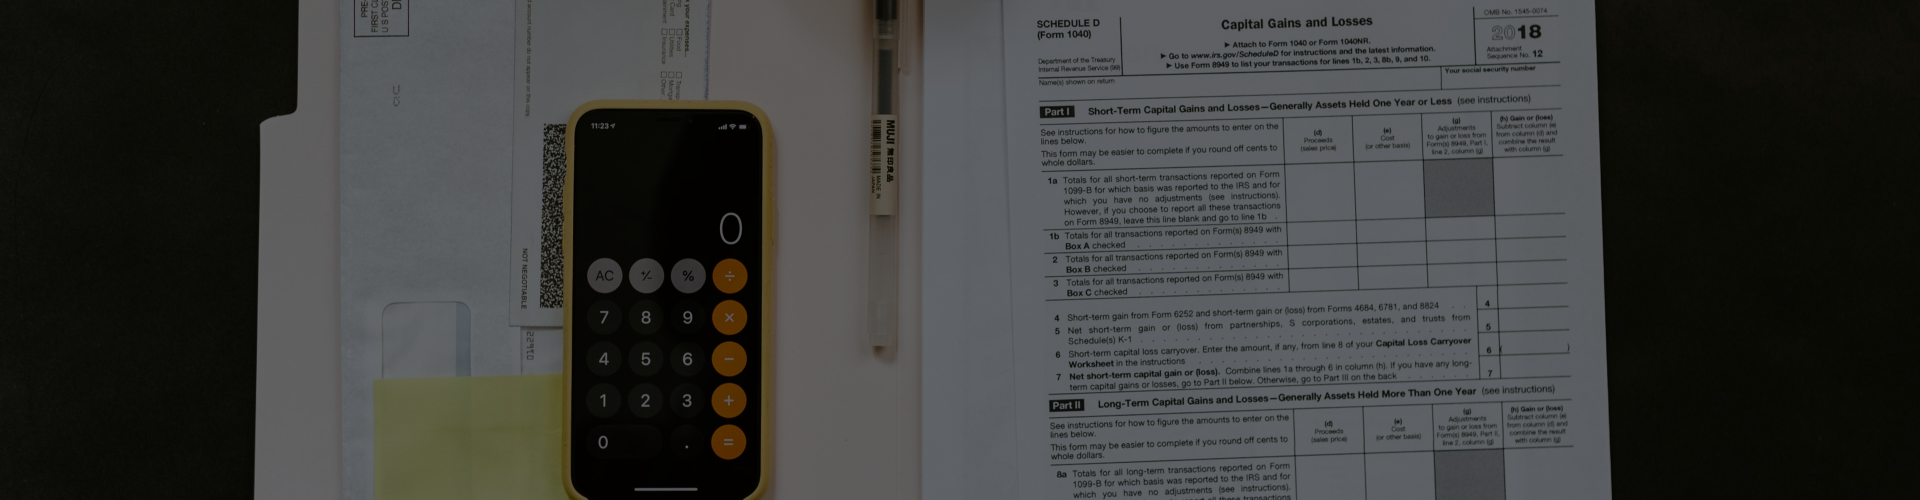 PRE
FIRST C
U S POST
D
your expenses.
Food
Utilities
Insurance
Other
NOT NEGOTIABLE
11:23
0
AC
+/-
%
÷
7
8
9
×
4
5
6
−
1
2
3
+
0
.
=
MUJI 無印良品
MADE IN
JAPAN
SCHEDULE D
(Form 1040)
Department of the Treasury
Internal Revenue Service (99)
Capital Gains and Losses
► Attach to Form 1040 or Form 1040NR.
► Go to www.irs.gov/ScheduleD for instructions and the latest information.
► Use Form 8949 to list your transactions for lines 1b, 2, 3, 8b, 9, and 10.
OMB No. 1545-0074
2018
Attachment
Sequence No. 12
Name(s) shown on return
Your social security number
Part I Short-Term Capital Gains and Losses—Generally Assets Held One Year or Less (see instructions)
See instructions for how to figure the amounts to enter on the
lines below.
This form may be easier to complete if you round off cents to
whole dollars.
(d)
Proceeds
(sales price)
(e)
Cost
(or other basis)
(g)
Adjustments
to gain or loss from
Form(s) 8949, Part I,
line 2, column (g)
(h) Gain or (loss)
Subtract column (e)
from column (d) and
combine the result
with column (g)
1a Totals for all short-term transactions reported on Form
1099-B for which basis was reported to the IRS and for
which you have no adjustments (see instructions).
However, if you choose to report all these transactions
on Form 8949, leave this line blank and go to line 1b .
1b Totals for all transactions reported on Form(s) 8949 with
Box A checked
2 Totals for all transactions reported on Form(s) 8949 with
Box B checked
3 Totals for all transactions reported on Form(s) 8949 with
Box C checked
4 Short-term gain from Form 6252 and short-term gain or (loss) from Forms 4684, 6781, and 8824 4
5 Net short-term gain or (loss) from partnerships, S corporations, estates, and trusts from
Schedule(s) K-1 5
6 Short-term capital loss carryover. Enter the amount, if any, from line 8 of your Capital Loss Carryover
Worksheet in the instructions 6 ( )
7 Net short-term capital gain or (loss). Combine lines 1a through 6 in column (h). If you have any long-
term capital gains or losses, go to Part II below. Otherwise, go to Part III on the back 7
Part II Long-Term Capital Gains and Losses—Generally Assets Held More Than One Year (see instructions)
See instructions for how to figure the amounts to enter on the
lines below.
This form may be easier to complete if you round off cents to
whole dollars.
(d)
Proceeds
(sales price)
(e)
Cost
(or other basis)
(g)
Adjustments
to gain or loss from
Form(s) 8949, Part II,
line 2, column (g)
(h) Gain or (loss)
Subtract column (e)
from column (d) and
combine the result
with column (g)
8a Totals for all long-term transactions reported on Form
1099-B for which basis was reported to the IRS and for
which you have no adjustments (see instructions).